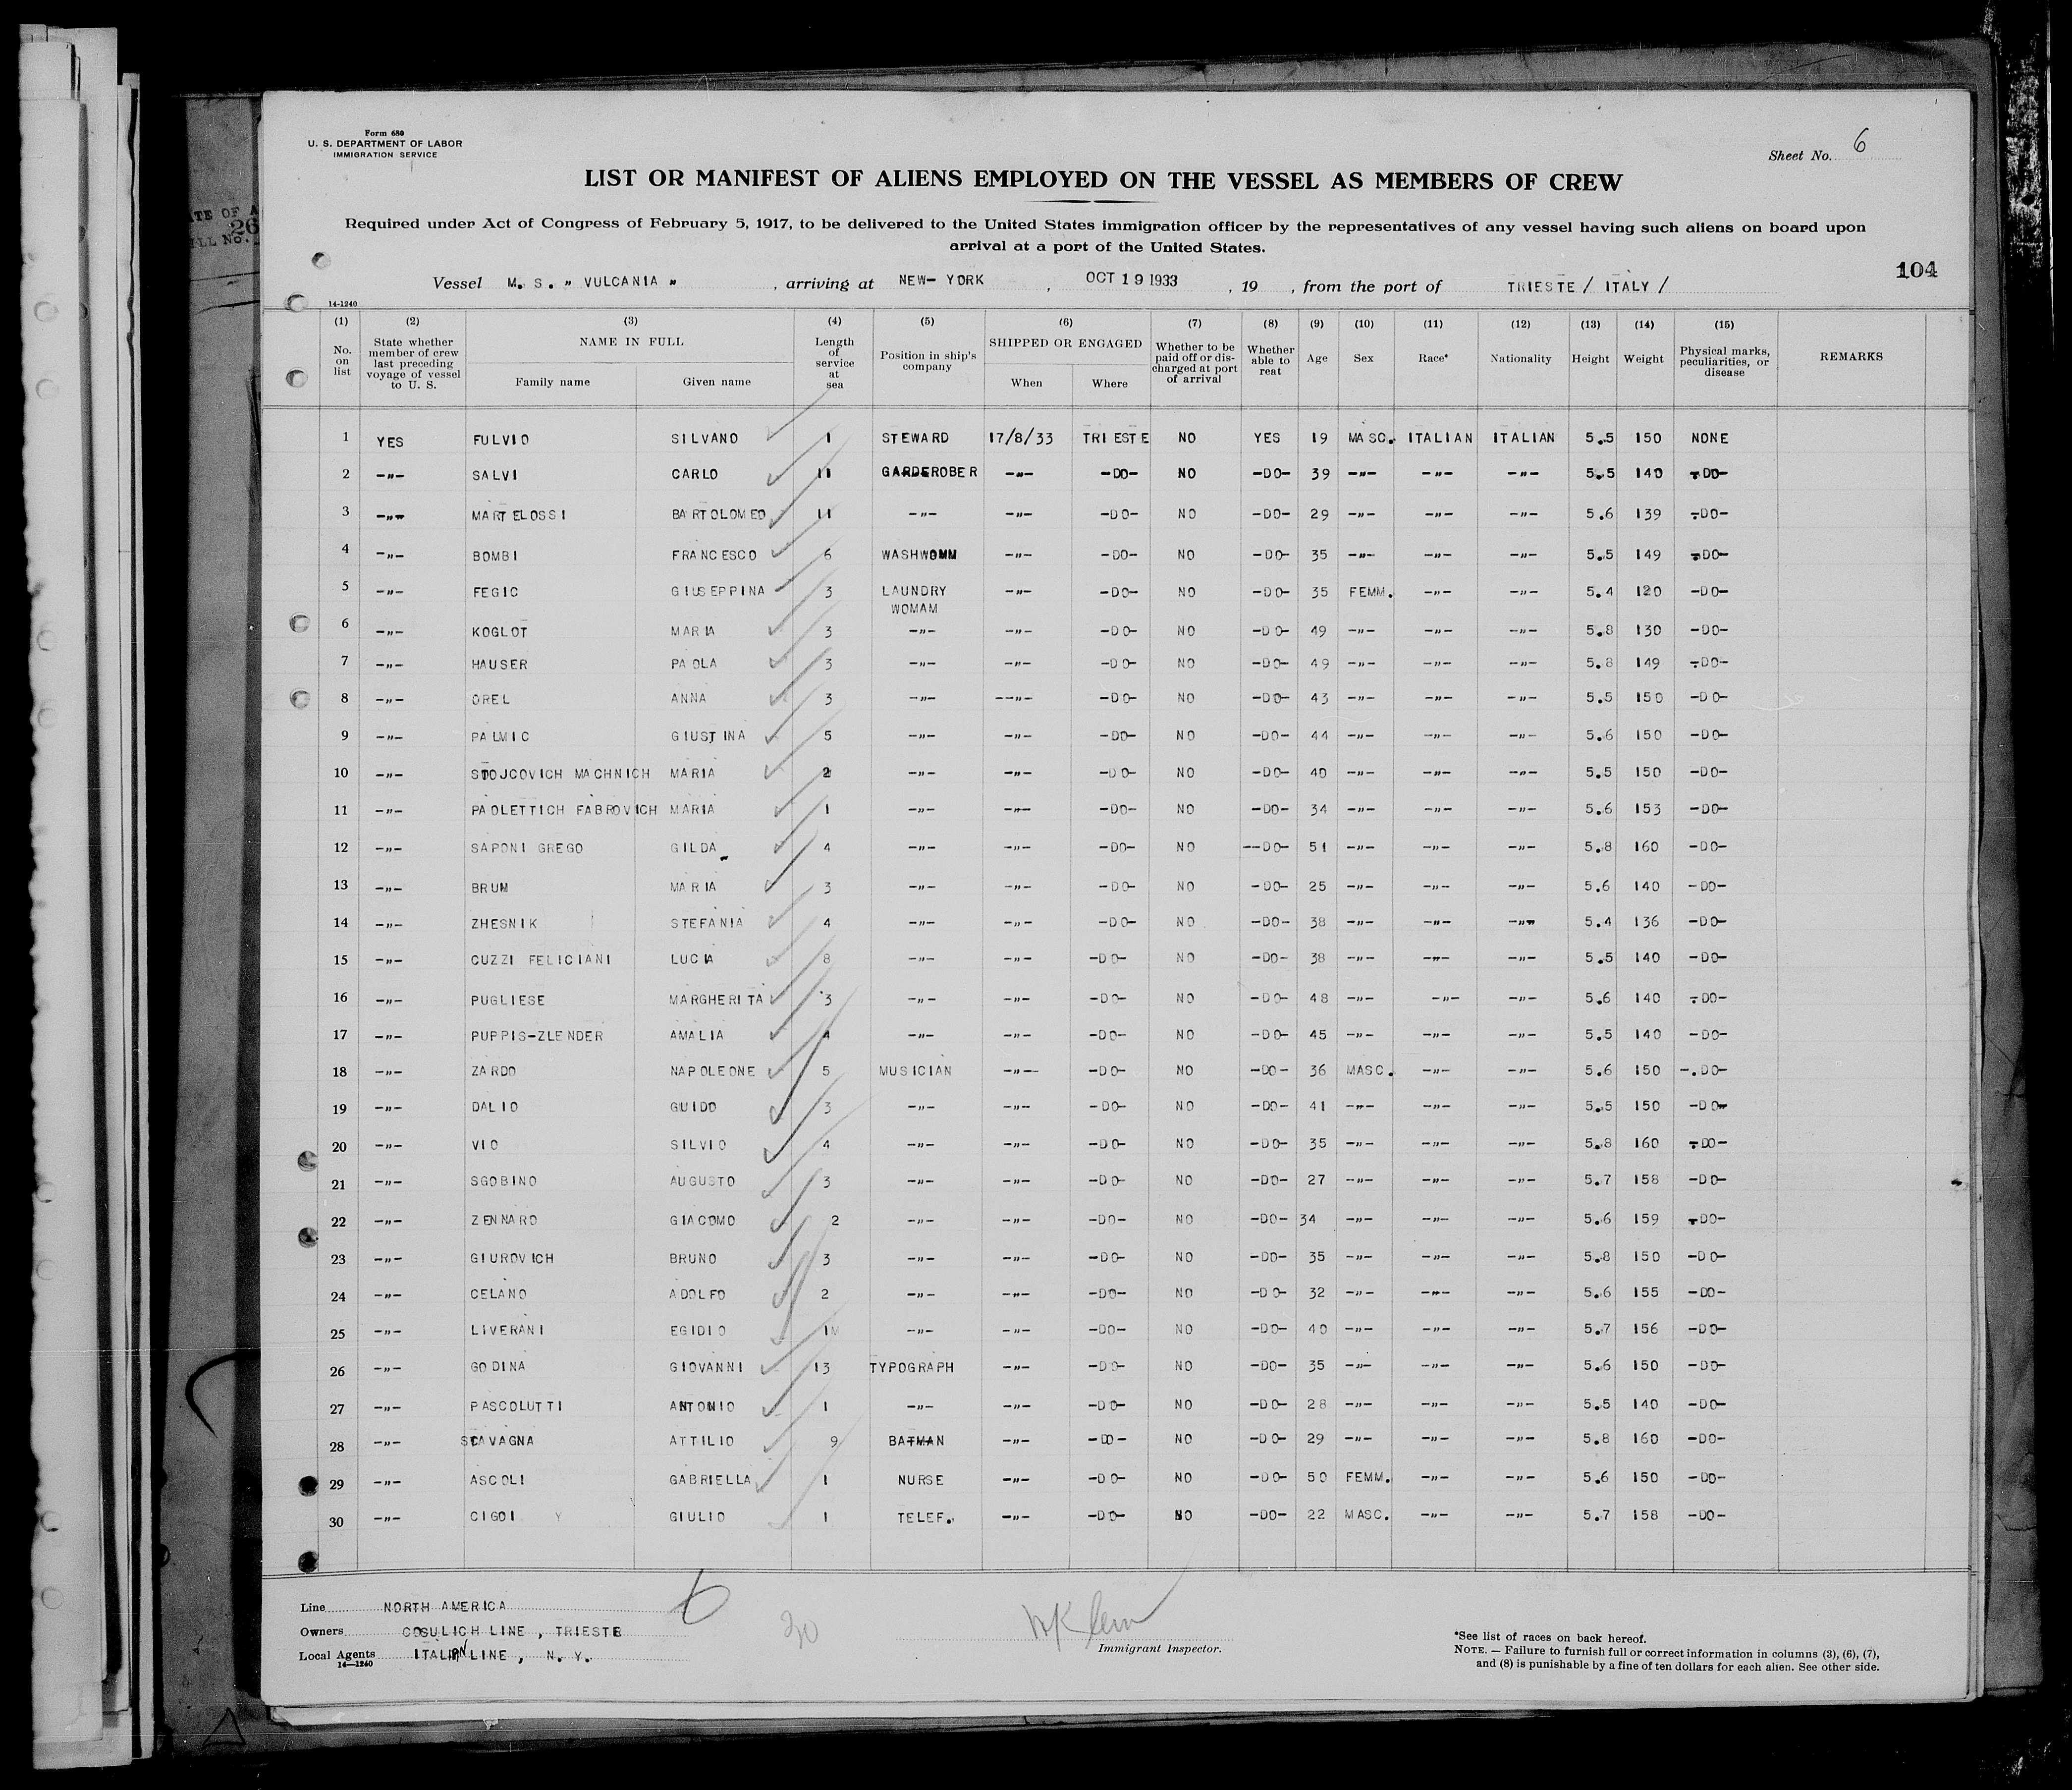 Form 680
U. S. DEPARTMENT OF LABOR
IMMIGRATION SERVICE
Sheet No. 6
LIST OR MANIFEST OF ALIENS EMPLOYED ON THE VESSEL AS MEMBERS OF CREW
Required under Act of Congress of February 5, 1917, to be delivered to the United States immigration officer by the representatives of any vessel having such aliens on board upon
arrival at a port of the United States.
104
Vessel M. S. " VULCANIA " , arriving at NEW- YORK , OCT 19 1933 , 19 , from the port of TRIESTE / ITALY /
14-1240
(1) (2) (3) (4) (5) (6) (7) (8) (9) (10) (11) (12) (13) (14) (15)
No. on list | State whether member of crew last preceding voyage of vessel to U. S. | NAME IN FULL Family name Given name | Length of service at sea | Position in ship's company | SHIPPED OR ENGAGED When Where | Whether to be paid off or discharged at port of arrival | Whether able to reat | Age | Sex | Race* | Nationality | Height | Weight | Physical marks, peculiarities, or disease | REMARKS
1 YES FULVIO SILVANO 1 STEWARD 17/8/33 TRIESTE NO YES 19 MASC. ITALIAN ITALIAN 5.5 150 NONE
2 -"- SALVI CARLO 11 GARDEROBER -"- -DO- NO -DO- 39 -"- -"- -"- 5.5 140 -DO-
3 -"- MARTELOSSI BARTOLOMEO 11 -"- -"- -DO- NO -DO- 29 -"- -"- -"- 5.6 139 -DO-
4 -"- BOMBI FRANCESCO 6 WASHWOMM -"- -DO- NO -DO- 35 -"- -"- -"- 5.5 149 -DO-
5 -"- FEGIC GIUSEPPINA 3 LAUNDRY WOMAM -"- -DO- NO -DO- 35 FEMM. -"- -"- 5.4 120 -DO-
6 -"- KOGLOT MARIA 3 -"- -"- -DO- NO -DO- 49 -"- -"- -"- 5.8 130 -DO-
7 -"- HAUSER PAOLA 3 -"- -"- -DO- NO -DO- 49 -"- -"- -"- 5.8 149 -DO-
8 -"- OREL ANNA 3 -"- --"- -DO- NO -DO- 43 -"- -"- -"- 5.5 150 -DO-
9 -"- PALMIC GIUSTINA 5 -"- -"- -DO- NO -DO- 44 -"- -"- -"- 5.6 150 -DO-
10 -"- STOJCOVICH MACHNICH MARIA 2 -"- -"- -DO- NO -DO- 40 -"- -"- -"- 5.5 150 -DO-
11 -"- PAOLETTICH FABROVICH MARIA 1 -"- -"- -DO- NO -DO- 34 -"- -"- -"- 5.6 153 -DO-
12 -"- SAPONI GREGO GILDA 4 -"- -"- -DO- NO --DO- 51 -"- -"- -"- 5.8 160 -DO-
13 -"- BRUM MARIA 3 -"- -"- -DO- NO -DO- 25 -"- -"- -"- 5.6 140 -DO-
14 -"- ZHESNIK STEFANIA 4 -"- -"- -DO- NO -DO- 38 -"- -"- -"- 5.4 136 -DO-
15 -"- CUZZI FELICIANI LUCIA 8 -"- -"- -DO- NO -DO- 38 -"- -"- -"- 5.5 140 -DO-
16 -"- PUGLIESE MARGHERITA 3 -"- -"- -DO- NO -DO- 48 -"- -"- -"- 5.6 140 -DO-
17 -"- PUPPIS-ZLENDER AMALIA 4 -"- -"- -DO- NO -DO- 45 -"- -"- -"- 5.5 140 -DO-
18 -"- ZARDO NAPOLEONE 5 MUSICIAN -"-- -DO- NO -DO- 36 MASC. -"- -"- 5.6 150 -.DO-
19 -"- DALIO GUIDO 3 -"- -"- -DO- NO -DO- 41 -"- -"- -"- 5.5 150 -DO-
20 -"- VIO SILVIO 4 -"- -"- -DO- NO -DO- 35 -"- -"- -"- 5.8 160 -DO-
21 -"- SGOBINO AUGUSTO 3 -"- -"- -DO- NO -DO- 27 -"- -"- -"- 5.7 158 -DO-
22 -"- ZENNARO GIACOMO 2 -"- -"- -DO- NO -DO- 34 -"- -"- -"- 5.6 159 -DO-
23 -"- GIUROVICH BRUNO 3 -"- -"- -DO- NO -DO- 35 -"- -"- -"- 5.8 150 -DO-
24 -"- CELANO ADOLFO 2 -"- -"- -DO- NO -DO- 32 -"- -"- -"- 5.6 155 -DO-
25 -"- LIVERANI EGIDIO 1 -"- -"- -DO- NO -DO- 40 -"- -"- -"- 5.7 156 -DO-
26 -"- GODINA GIOVANNI 13 TYPOGRAPH -"- -DO- NO -DO- 35 -"- -"- -"- 5.6 150 -DO-
27 -"- PASCOLUTTI ANTONIO 1 -"- -"- -DO- NO -DO- 28 -"- -"- -"- 5.5 140 -DO-
28 -"- SCAVAGNA ATTILIO 9 BATMAN -"- -DO- NO -DO- 29 -"- -"- -"- 5.8 160 -DO-
29 -"- ASCOLI GABRIELLA 1 NURSE -"- -DO- NO -DO- 50 FEMM. -"- -"- 5.6 150 -DO-
30 -"- CIGOI Y GIULIO 1 TELEF. -"- -DO- NO -DO- 22 MASC. -"- -"- 5.7 158 -DO-
Line NORTH AMERICA 6
Owners COSULICH LINE , TRIESTE 30
Local Agents ITALIAN LINE , N. Y.
14-1240
Immigrant Inspector.
*See list of races on back hereof.
NOTE. — Failure to furnish full or correct information in columns (3), (6), (7),
and (8) is punishable by a fine of ten dollars for each alien. See other side.